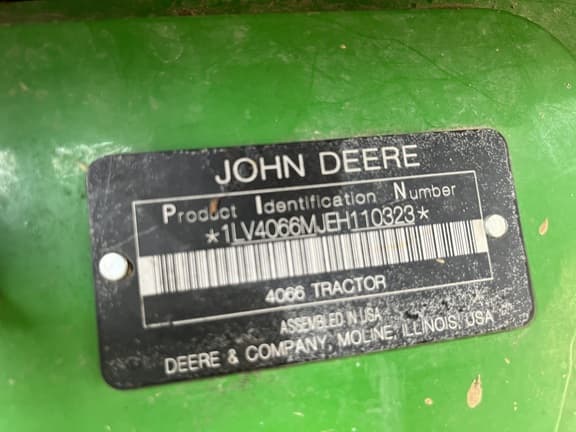 JOHN DEERE
Product Identification Number
*1LV4066MJEH110323*
4066 TRACTOR
ASSEMBLED IN USA
DEERE & COMPANY, MOLINE, ILLINOIS, USA